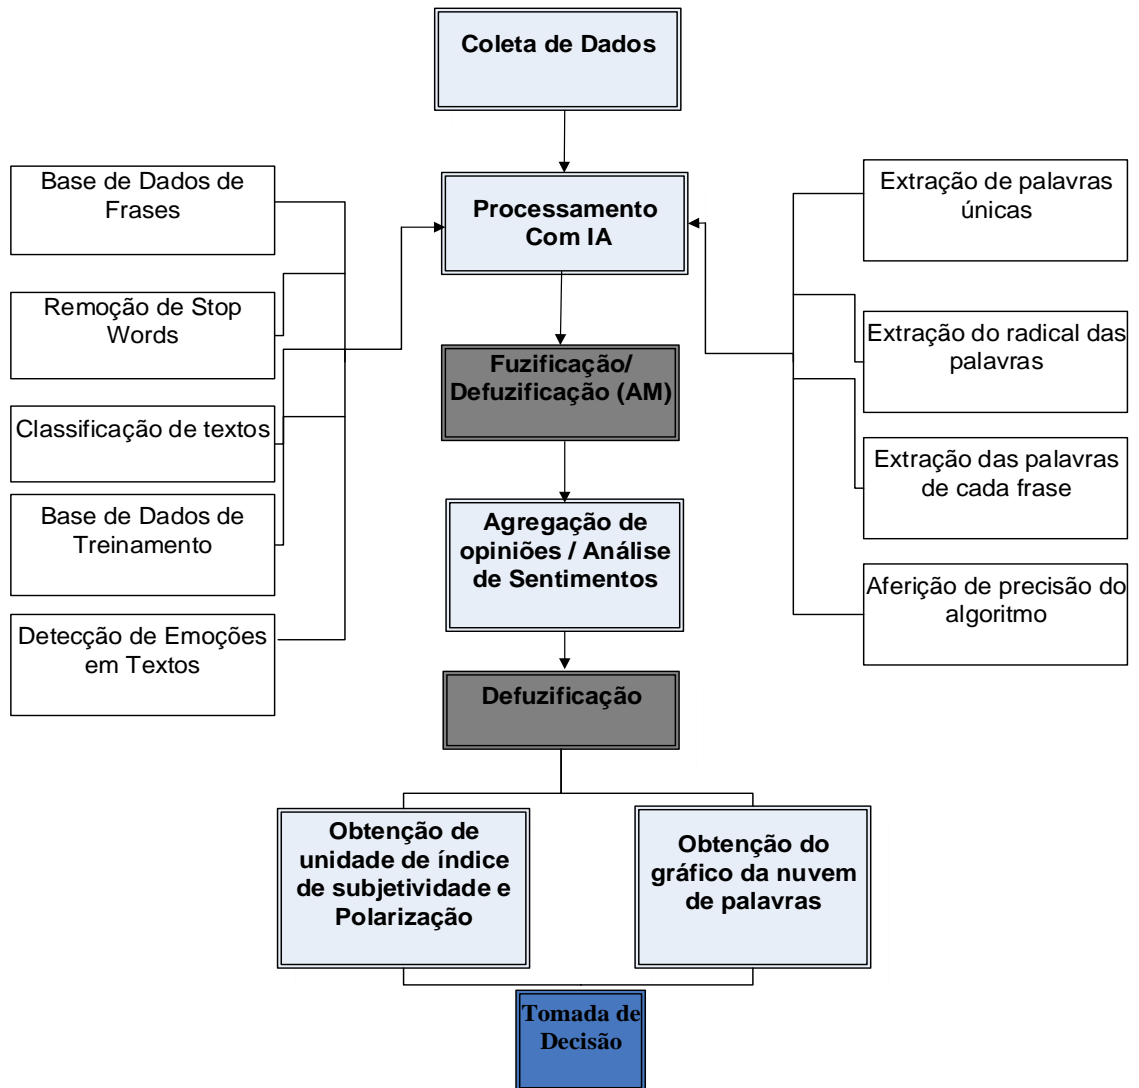 Coleta de Dados
Base de Dados de
Frases
Remoção de Stop
Words
Classificação de textos
Base de Dados de
Treinamento
Detecção de Emoções
em Textos
Processamento
Com IA
Fuzificação/
Defuzificação (AM)
Agregação de
opiniões / Análise
de Sentimentos
Defuzificação
Extração de palavras
únicas
Extração do radical das
palavras
Extração das palavras
de cada frase
Aferição de precisão do
algoritmo
Obtenção de
unidade de índice
de subjetividade e
Polarização
Obtenção do
gráfico da nuvem
de palavras
Tomada de
Decisão